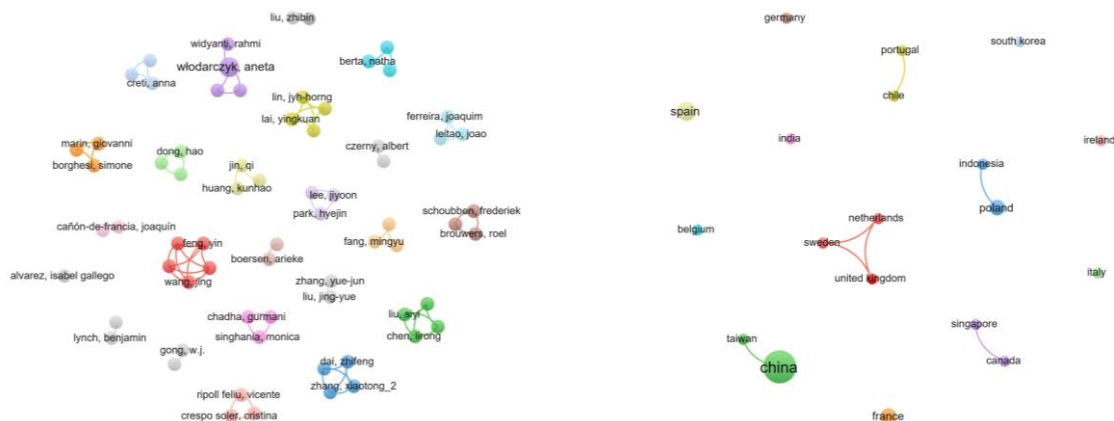 liu, zhibin
widyanti, rahmi
włodarczyk, aneta
berta, natha
creti, anna
lin, jyh-horng
lai, yingkuan
ferreira, joaquim
leitao, joao
marin, giovanni
borghesi, simone
dong, hao
czerny, albert
jin, qi
huang, kunhao
lee, jiyoon
park, hyejin
schoubben, frederiek
brouwers, roel
cañón-de-francia, joaquín
feng, yin
wang, jing
fang, mingyu
boersen, arieke
alvarez, isabel gallego
zhang, yue-jun
liu, jing-yue
chadha, gurmani
singhania, monica
liu, siyi
chen, lirong
lynch, benjamin
gong, w.j.
dai, zhifeng
zhang, xiaotong_2
ripoll feliu, vicente
crespo soler, cristina
germany
south korea
portugal
chile
spain
india
ireland
indonesia
poland
netherlands
sweden
united kingdom
belgium
italy
singapore
canada
taiwan
china
france